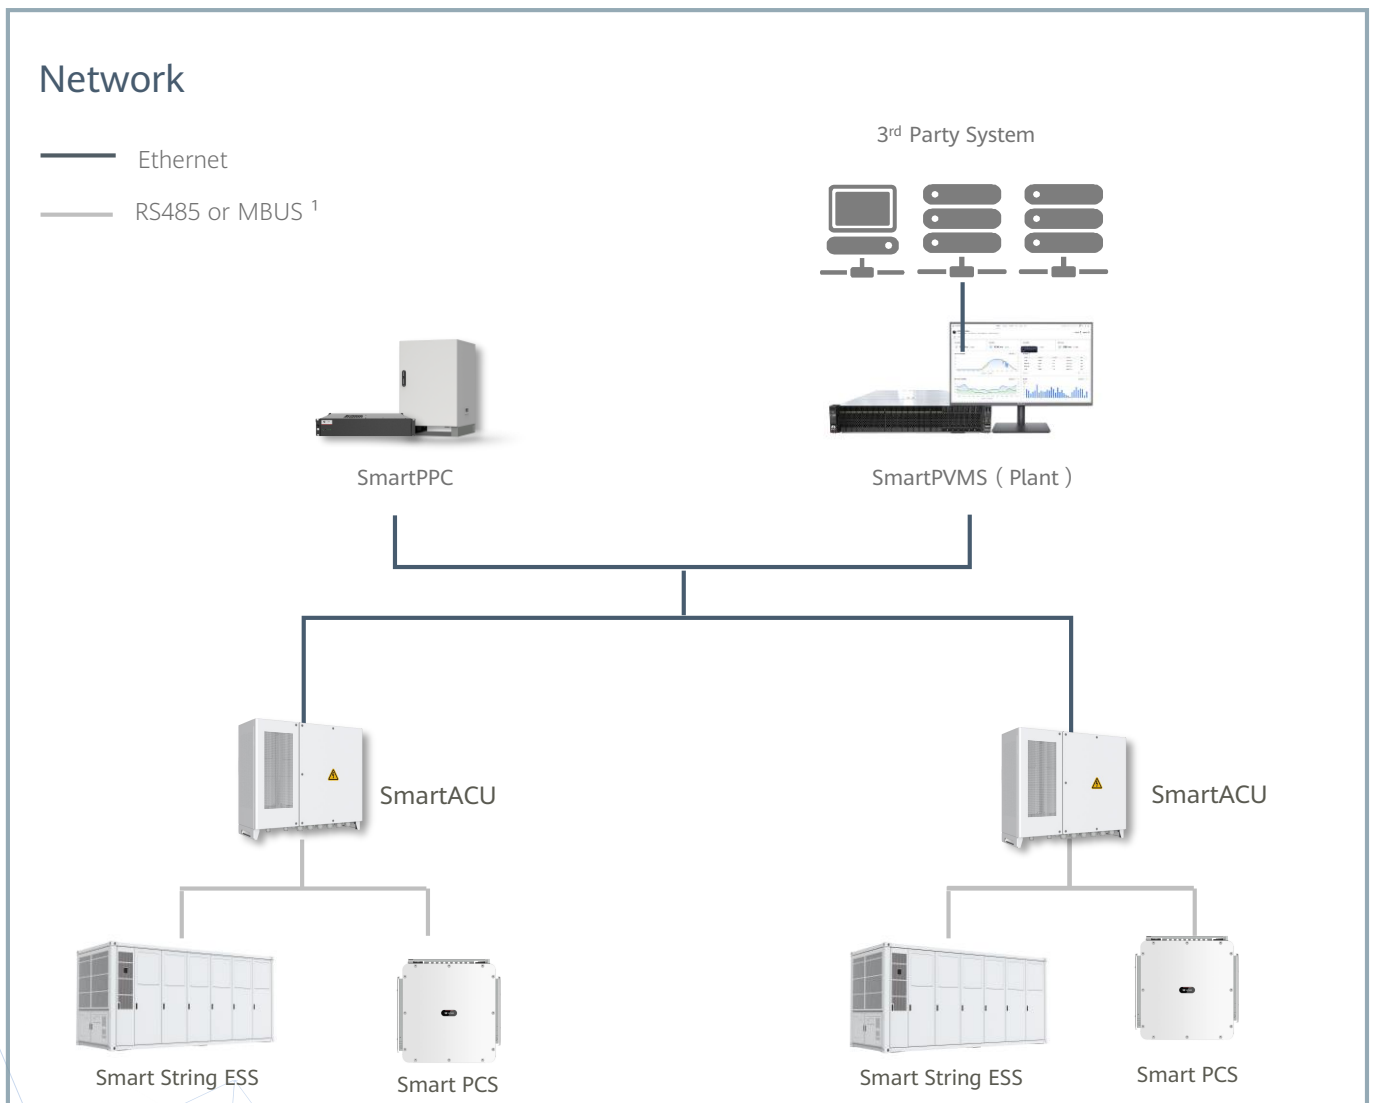 Network
Ethernet
RS485 or MBUS ¹
3rd Party System
SmartPPC
SmartPVMS ( Plant )
SmartACU
SmartACU
Smart String ESS
Smart PCS
Smart String ESS
Smart PCS